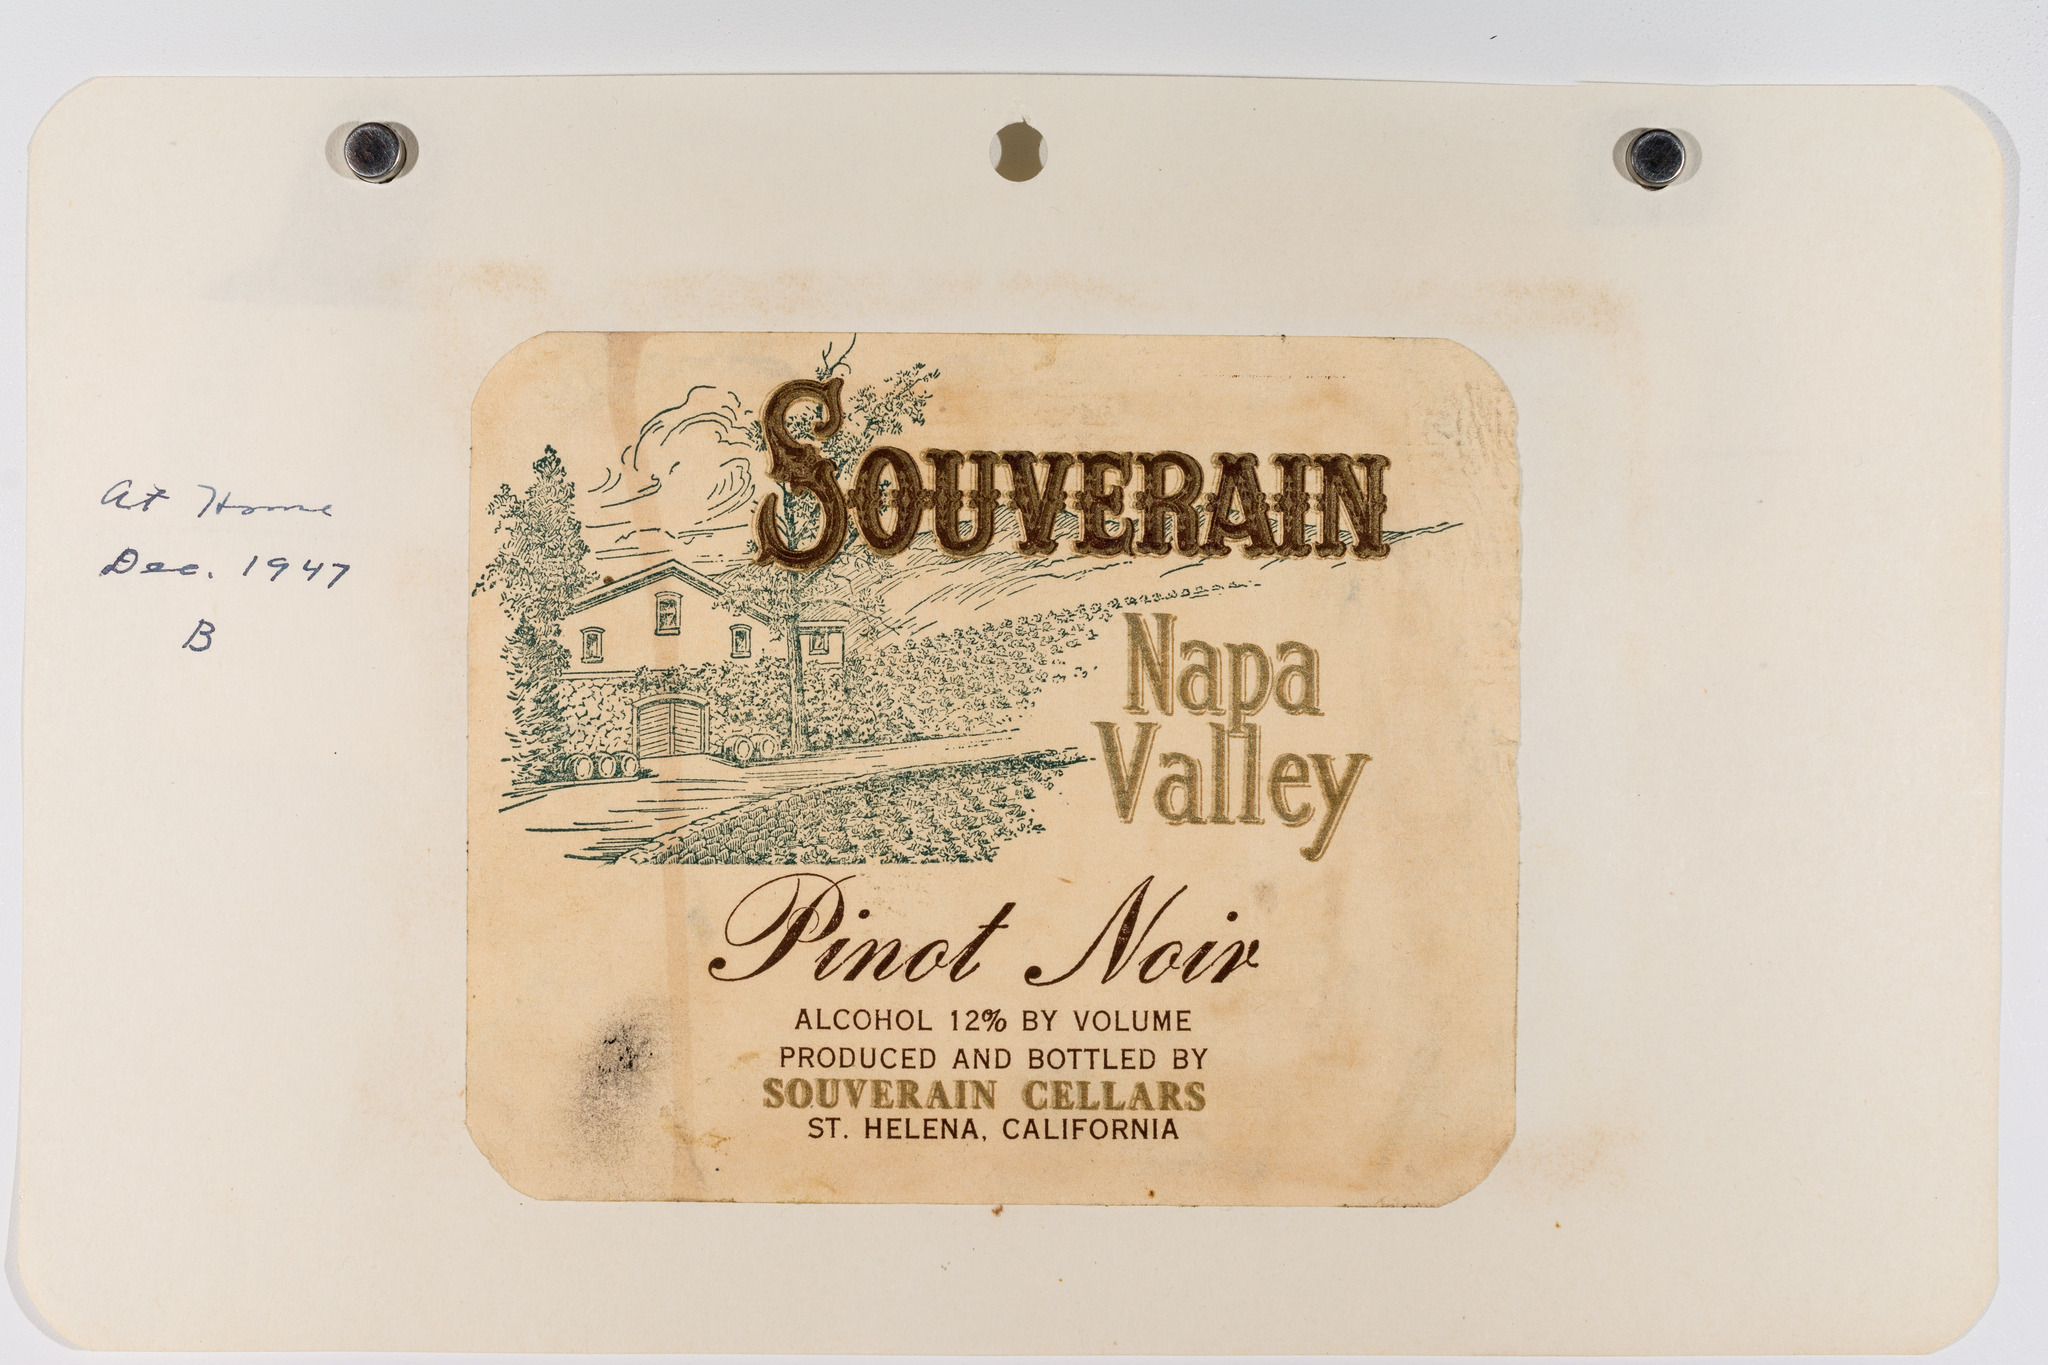 At Home
Dec. 1947
B
SOUVERAIN
Napa
Valley
Pinot Noir
ALCOHOL 12% BY VOLUME
PRODUCED AND BOTTLED BY
SOUVERAIN CELLARS
ST. HELENA, CALIFORNIA